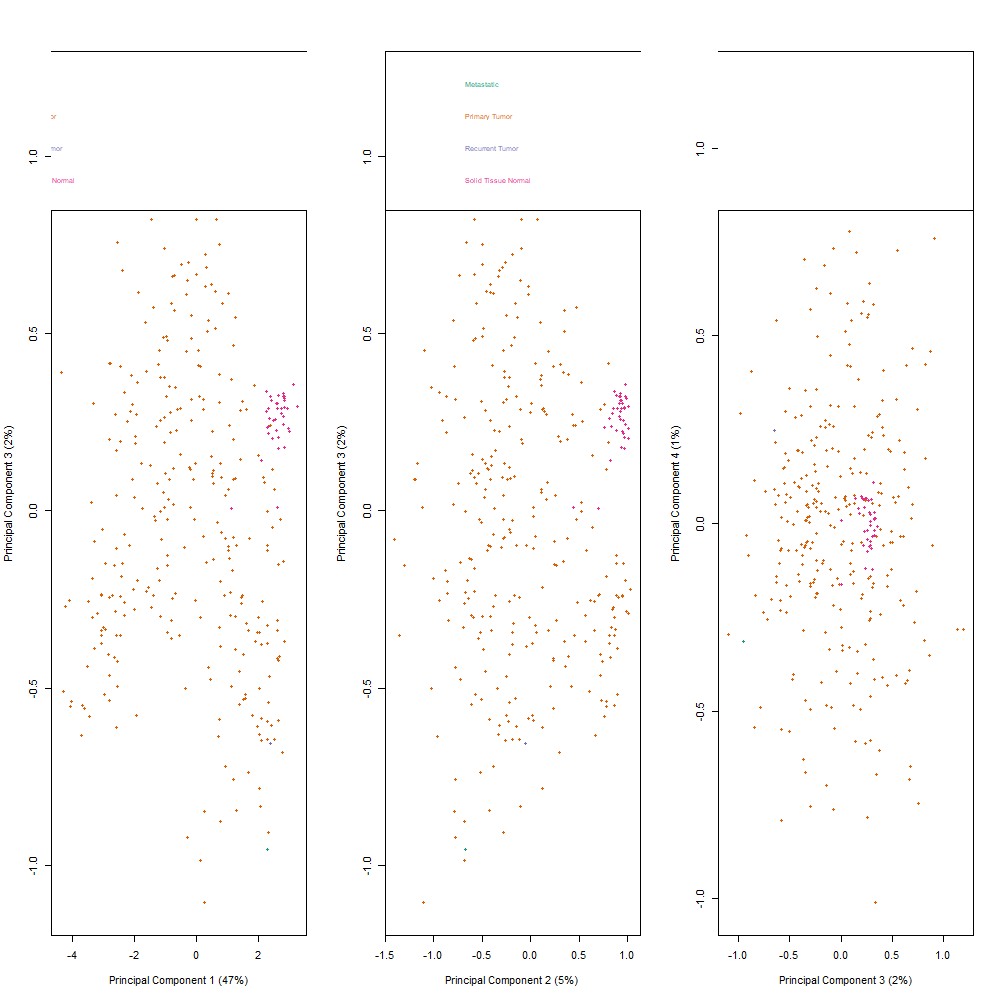 or
mor
Normal
1.0
0.5
0.0
-0.5
-1.0
Principal Component 3 (2%)
-4
-2
0
2
Principal Component 1 (47%)
Metastatic
Primary Tumor
Recurrent Tumor
Solid Tissue Normal
1.0
0.5
0.0
-0.5
-1.0
Principal Component 3 (2%)
-1.5
-1.0
-0.5
0.0
0.5
1.0
Principal Component 2 (5%)
1.0
0.5
0.0
-0.5
-1.0
Principal Component 4 (1%)
-1.0
-0.5
0.0
0.5
1.0
Principal Component 3 (2%)